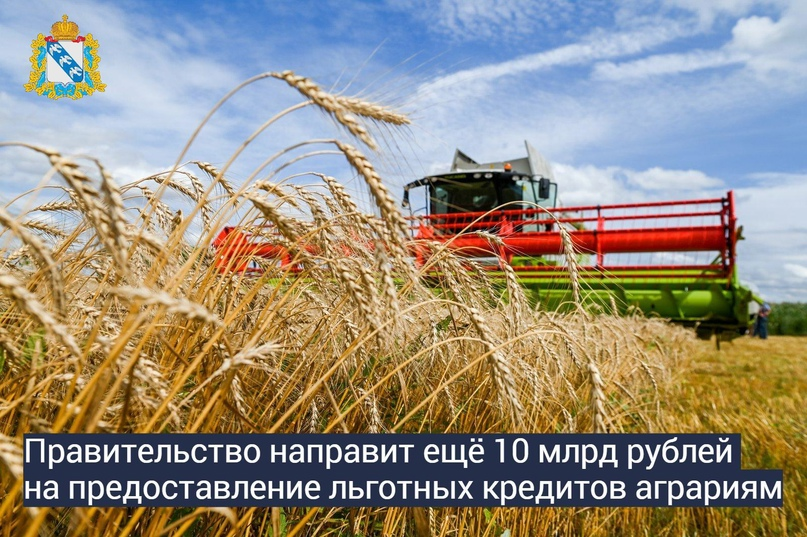 Правительство направит ещё 10 млрд рублей
на предоставление льготных кредитов аграриям